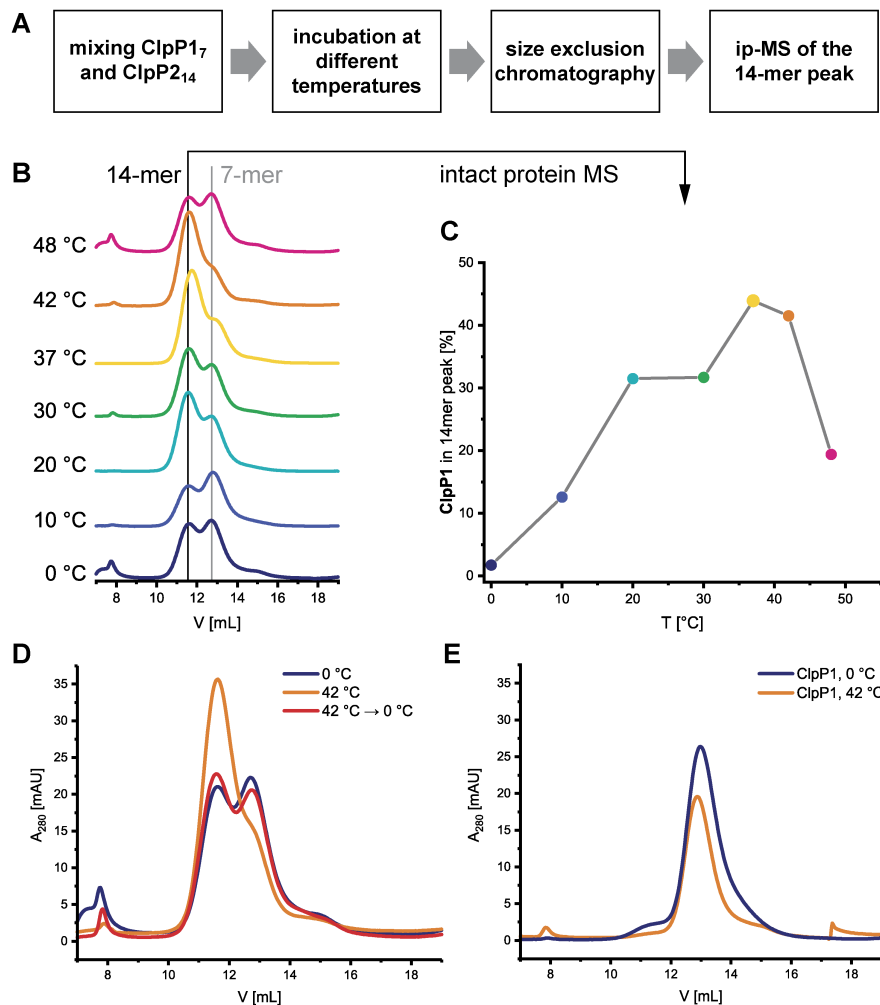 A
mixing ClpP1₇
and ClpP2₁₄
incubation at
different
temperatures
size exclusion
chromatography
ip-MS of the
14-mer peak
B
14-mer
7-mer
intact protein MS
48 °C
42 °C
37 °C
30 °C
20 °C
10 °C
0 °C
8 10 12 14 16 18
V [mL]
C
50
40
30
20
10
0
ClpP1 in 14mer peak [%]
0 10 20 30 40 50
T [°C]
D
0 °C
42 °C
42 °C → 0 °C
35
30
25
20
15
10
5
0
A₂₈₀ [mAU]
8 10 12 14 16 18
V [mL]
E
ClpP1, 0 °C
ClpP1, 42 °C
35
30
25
20
15
10
5
0
A₂₈₀ [mAU]
8 10 12 14 16 18
V [mL]